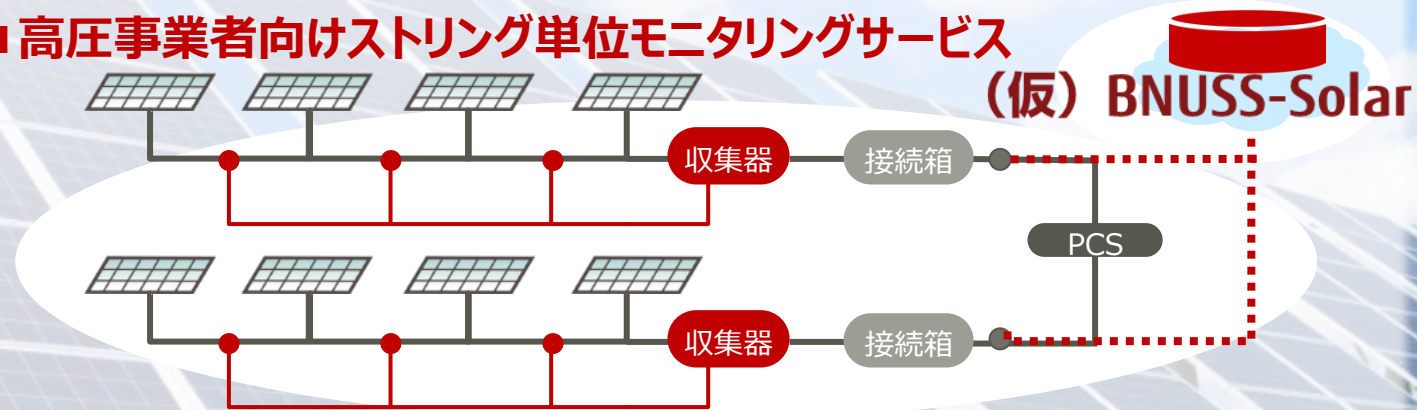 ■高圧事業者向けストリング単位モニタリングサービス
（仮）BNUSS-Solar
収集器
接続箱
PCS
収集器
接続箱